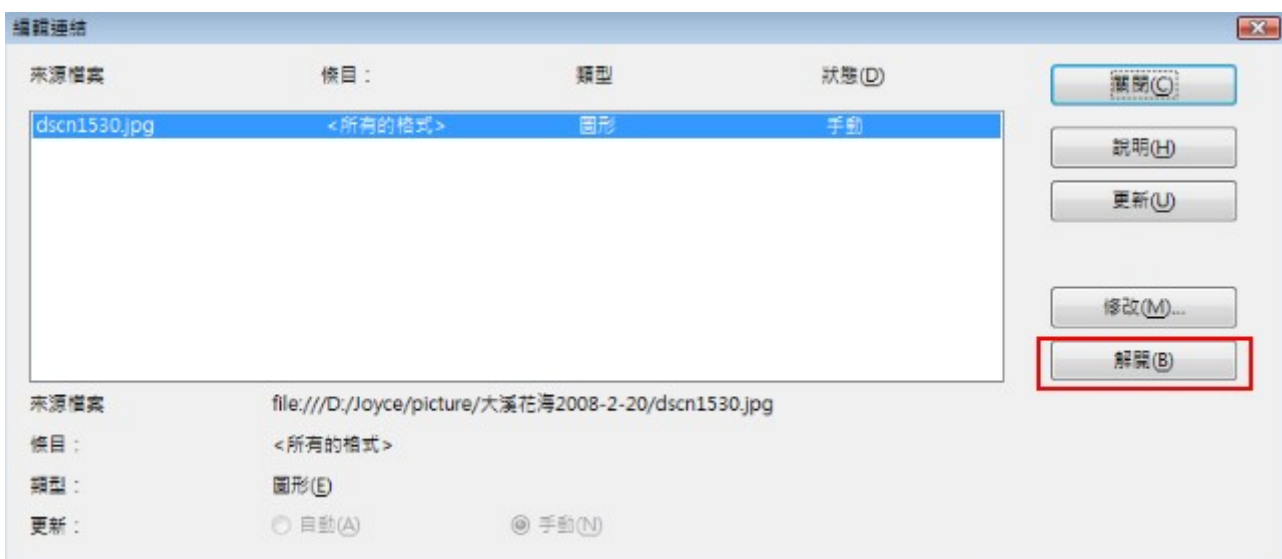 編輯連結
來源檔案 條目： 類型 狀態(D)
關閉(C)
dscn1530.jpg <所有的格式> 圖形 手動
說明(H)
更新(U)
修改(M)...
解開(B)
來源檔案 file:///D:/Joyce/picture/大溪花海2008-2-20/dscn1530.jpg
條目： <所有的格式>
類型： 圖形(E)
更新： 自動(A) 手動(N)